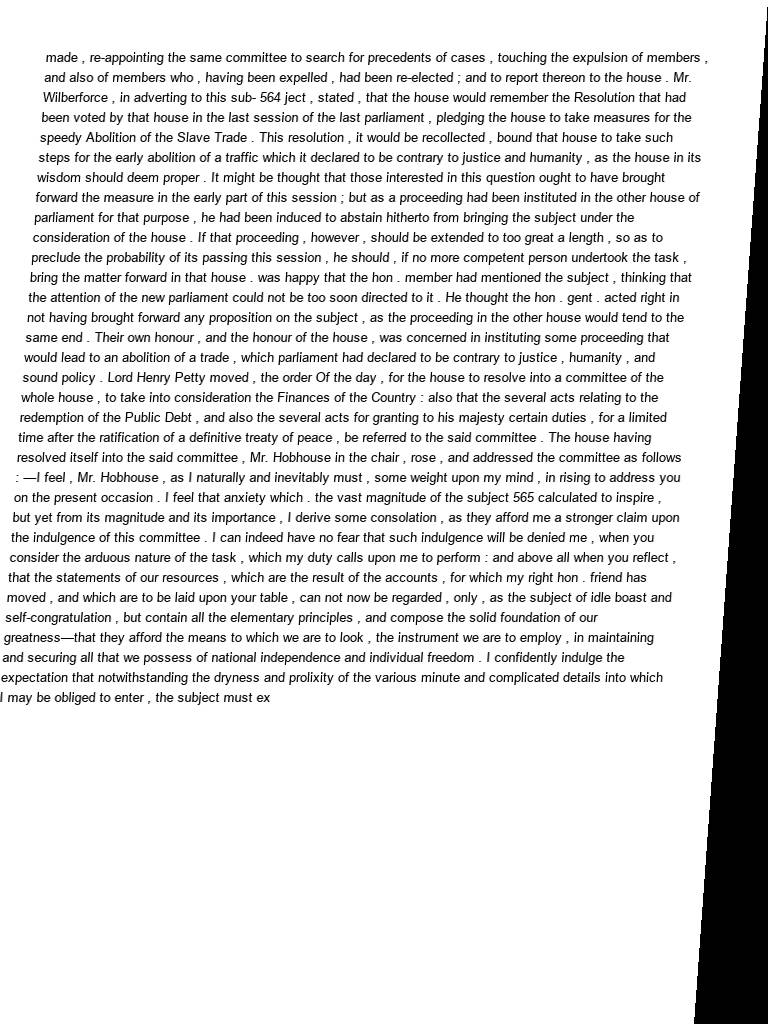 made , re-appointing the same committee to search for precedents of cases , touching the expulsion of members ,
and also of members who , having been expelled , had been re-elected ; and to report thereon to the house . Mr.
Wilberforce , in adverting to this sub- 564 ject , stated , that the house would remember the Resolution that had
been voted by that house in the last session of the last parliament , pledging the house to take measures for the
speedy Abolition of the Slave Trade . This resolution , it would be recollected , bound that house to take such
steps for the early abolition of a traffic which it declared to be contrary to justice and humanity , as the house in its
wisdom should deem proper . It might be thought that those interested in this question ought to have brought
forward the measure in the early part of this session ; but as a proceeding had been instituted in the other house of
parliament for that purpose , he had been induced to abstain hitherto from bringing the subject under the
consideration of the house . If that proceeding , however , should be extended to too great a length , so as to
preclude the probability of its passing this session , he should , if no more competent person undertook the task ,
bring the matter forward in that house . was happy that the hon . member had mentioned the subject , thinking that
the attention of the new parliament could not be too soon directed to it . He thought the hon . gent . acted right in
not having brought forward any proposition on the subject , as the proceeding in the other house would tend to the
same end . Their own honour , and the honour of the house , was concerned in instituting some proceeding that
would lead to an abolition of a trade , which parliament had declared to be contrary to justice , humanity , and
sound policy . Lord Henry Petty moved , the order Of the day , for the house to resolve into a committee of the
whole house , to take into consideration the Finances of the Country : also that the several acts relating to the
redemption of the Public Debt , and also the several acts for granting to his majesty certain duties , for a limited
time after the ratification of a definitive treaty of peace , be referred to the said committee . The house having
resolved itself into the said committee , Mr. Hobhouse in the chair , rose , and addressed the committee as follows
: —I feel , Mr. Hobhouse , as I naturally and inevitably must , some weight upon my mind , in rising to address you
on the present occasion . I feel that anxiety which . the vast magnitude of the subject 565 calculated to inspire ,
but yet from its magnitude and its importance , I derive some consolation , as they afford me a stronger claim upon
the indulgence of this committee . I can indeed have no fear that such indulgence will be denied me , when you
consider the arduous nature of the task , which my duty calls upon me to perform : and above all when you reflect ,
that the statements of our resources , which are the result of the accounts , for which my right hon . friend has
moved , and which are to be laid upon your table , can not now be regarded , only , as the subject of idle boast and
self-congratulation , but contain all the elementary principles , and compose the solid foundation of our
greatness—that they afford the means to which we are to look , the instrument we are to employ , in maintaining
and securing all that we possess of national independence and individual freedom . I confidently indulge the
expectation that notwithstanding the dryness and prolixity of the various minute and complicated details into which
I may be obliged to enter , the subject must ex